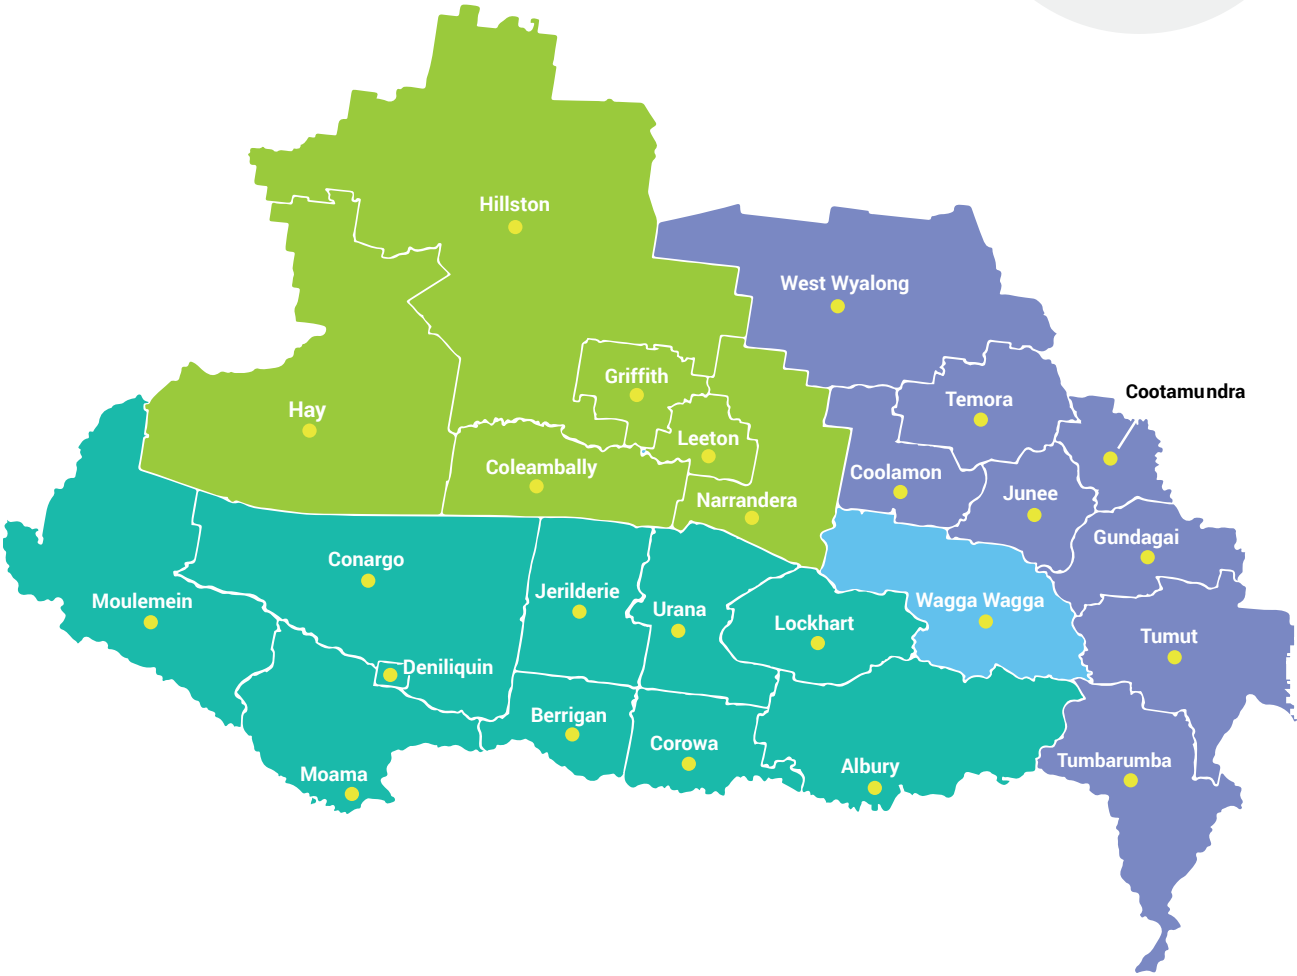 Hillston
West Wyalong
Griffith
Cootamundra
Temora
Hay
Leeton
Coleambally
Coolamon
Junee
Narrandera
Gundagai
Conargo
Jerilderie
Moulemein
Urana
Wagga Wagga
Lockhart
Tumut
Deniliquin
Berrigan
Corowa
Tumbarumba
Albury
Moama